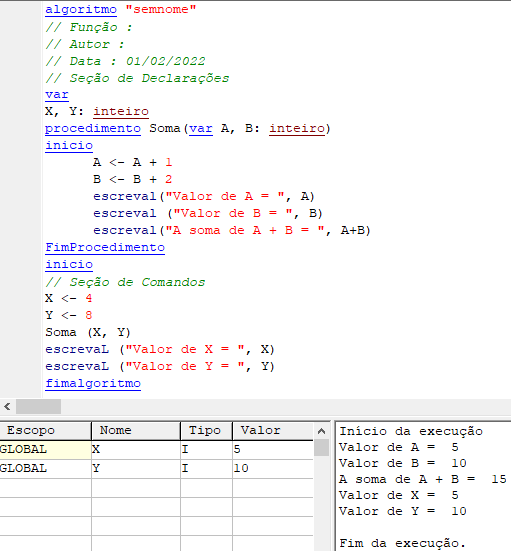 algoritmo "semnome"
// Função :
// Autor :
// Data : 01/02/2022
// Seção de Declarações
var
X, Y: inteiro
procedimento Soma(var A, B: inteiro)
inicio
A <- A + 1
B <- B + 2
escreval("Valor de A = ", A)
escreval ("Valor de B = ", B)
escreval("A soma de A + B = ", A+B)
FimProcedimento
inicio
// Seção de Comandos
X <- 4
Y <- 8
Soma (X, Y)
escrevaL ("Valor de X = ", X)
escrevaL ("Valor de Y = ", Y)
fimalgoritmo
Escopo Nome Tipo Valor
GLOBAL X I 5
GLOBAL Y I 10
Início da execução
Valor de A = 5
Valor de B = 10
A soma de A + B = 15
Valor de X = 5
Valor de Y = 10
Fim da execução.